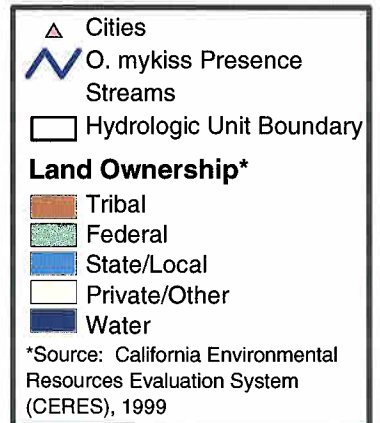 Cities
O. mykiss Presence
Streams
Hydrologic Unit Boundary
Land Ownership*
Tribal
Federal
State/Local
Private/Other
Water
*Source: California Environmental
Resources Evaluation System
(CERES), 1999